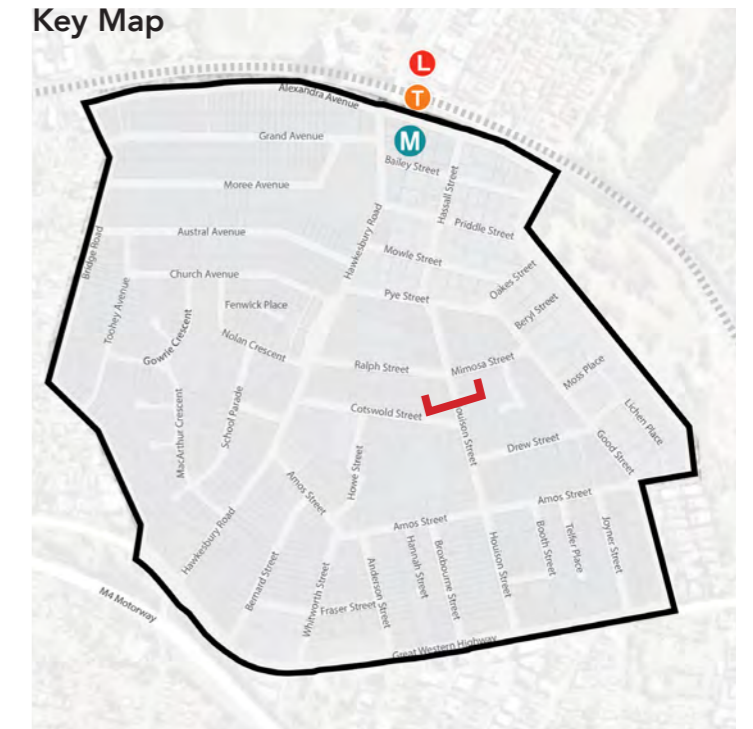 Key Map
L
T
M
Alexandra Avenue
Grand Avenue
Bailey Street
Moree Avenue
Hassall Street
Hawkesbury Road
Priddle Street
Austral Avenue
Mowle Street
Bridge Road
Church Avenue
Oakes Street
Toohey Avenue
Fenwick Place
Pye Street
Beryl Street
Gowrie Crescent
Nolan Crescent
Ralph Street
Mimosa Street
Moss Place
MacArthur Crescent
School Parade
Cotswold Street
ouison Street
Lichen Place
Drew Street
Good Street
Howe Street
Amos Street
Amos Street
Amos Street
Hawkesbury Road
Bernard Street
Whitworth Street
Anderson Street
Hannah Street
Broxbourne Street
Houison Street
Booth Street
Telfer Place
Joyner Street
Fraser Street
M4 Motorway
Great Western Highway